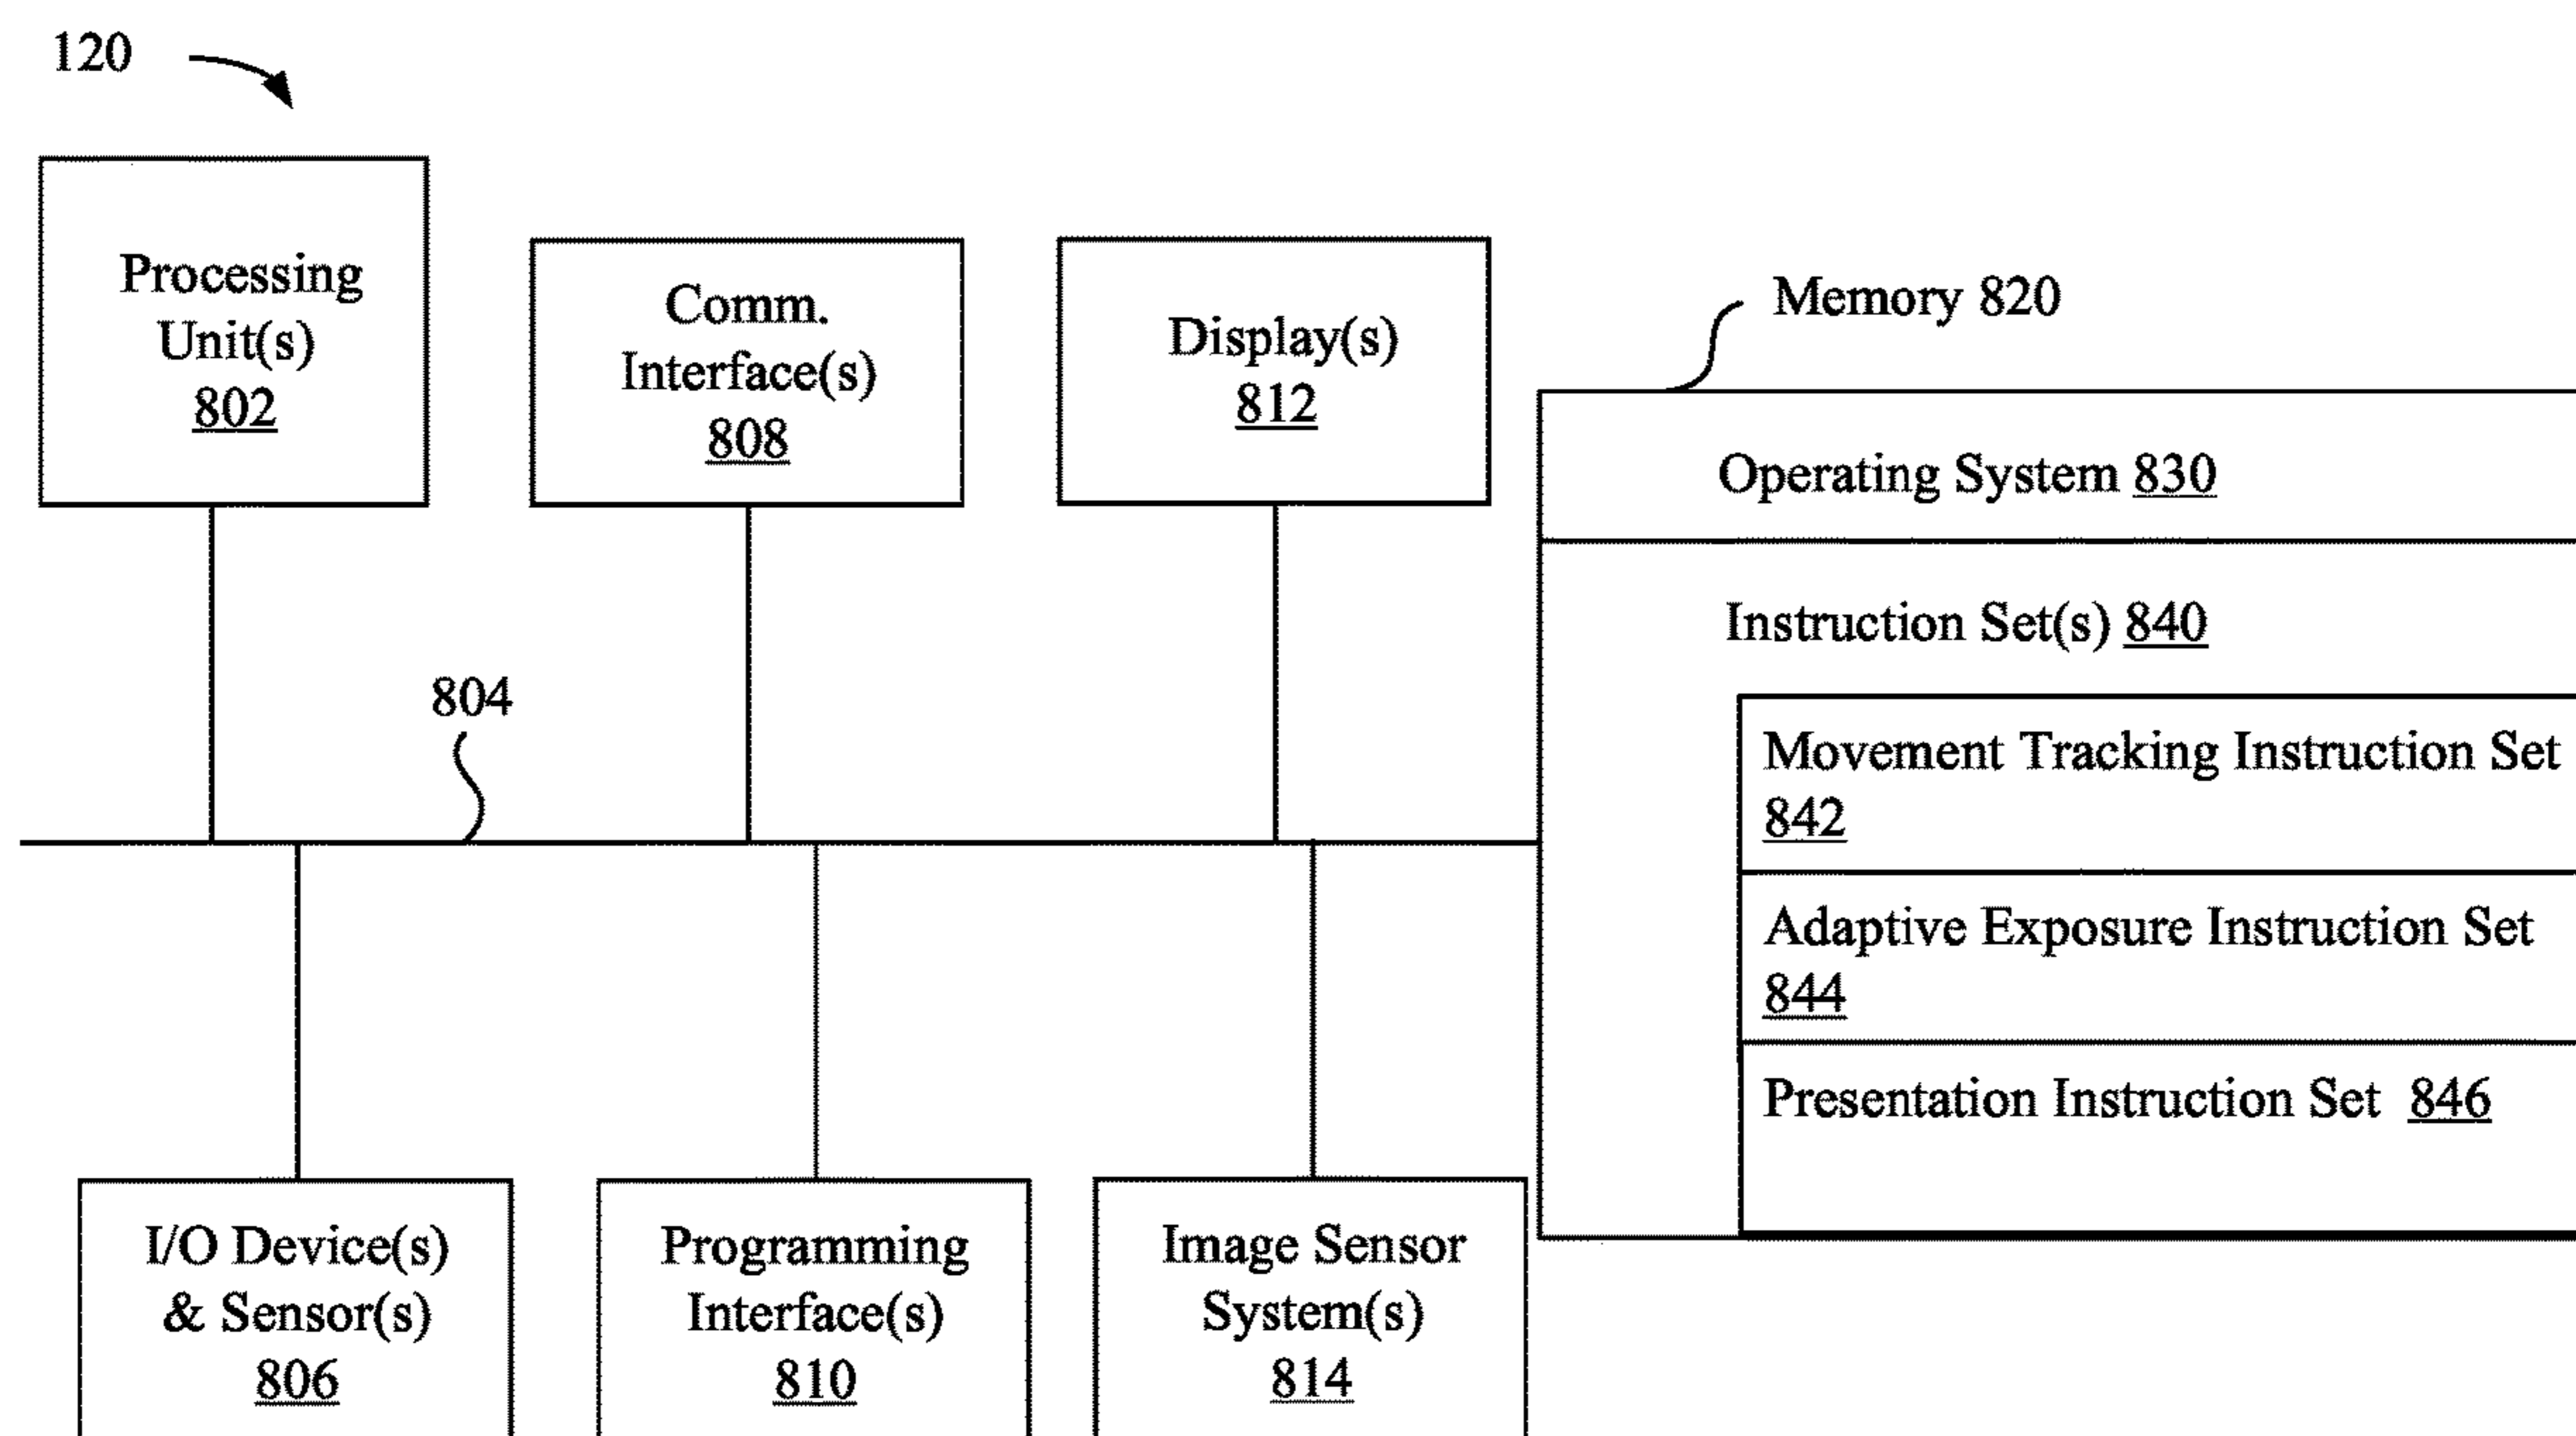 120
Processing
Unit(s)
802
Comm.
Interface(s)
808
Display(s)
812
Memory 820
Operating System 830
Instruction Set(s) 840
Movement Tracking Instruction Set
842
Adaptive Exposure Instruction Set
844
Presentation Instruction Set 846
804
I/O Device(s)
& Sensor(s)
806
Programming
Interface(s)
810
Image Sensor
System(s)
814